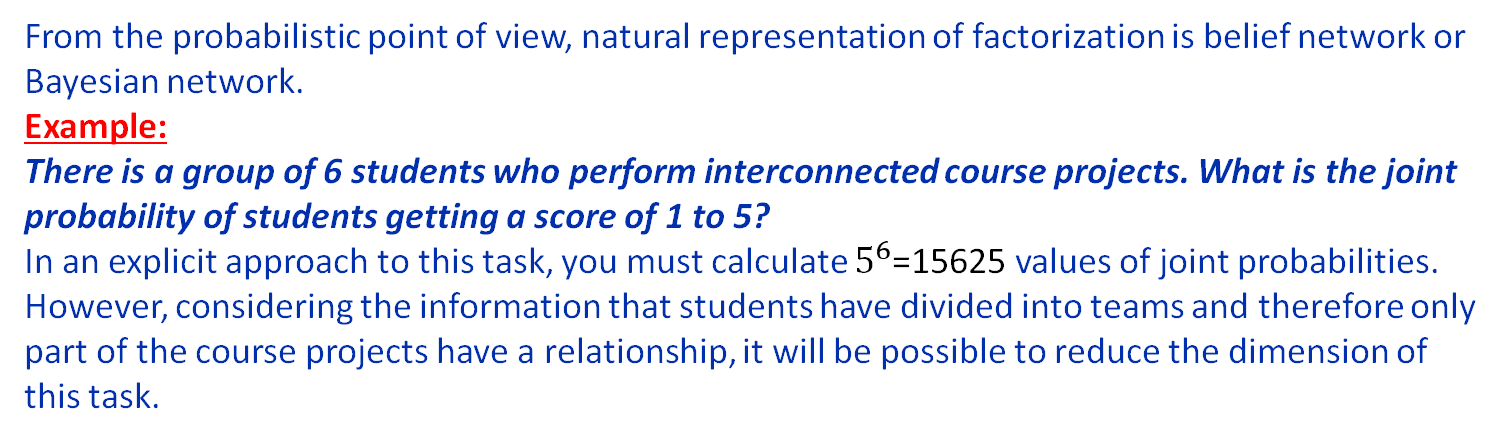 From the probabilistic point of view, natural representation of factorization is belief network or
Bayesian network.
Example:
There is a group of 6 students who perform interconnected course projects. What is the joint
probability of students getting a score of 1 to 5?
In an explicit approach to this task, you must calculate 5⁶=15625 values of joint probabilities.
However, considering the information that students have divided into teams and therefore only
part of the course projects have a relationship, it will be possible to reduce the dimension of
this task.